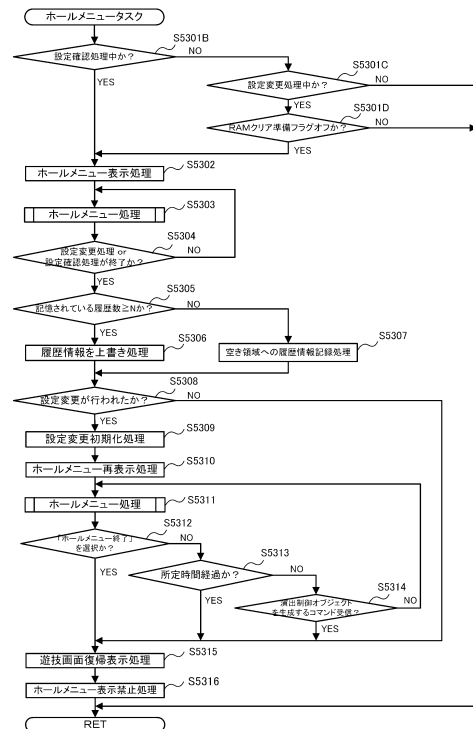 ホールメニュータスク
S5301B
設定確認処理中か?
NO
S5301C
YES
設定変更処理中か?
NO
YES
S5301D
RAMクリア準備フラグオフか?
NO
YES
S5302
ホールメニュー表示処理
S5303
ホールメニュー処理
S5304
設定変更処理 or
設定確認処理が終了か?
NO
YES
S5305
記憶されている履歴数≧Nか?
NO
YES
S5306
S5307
履歴情報を上書き処理
空き領域への履歴情報記録処理
S5308
設定変更が行われたか?
NO
YES
S5309
設定変更初期化処理
S5310
ホールメニュー再表示処理
S5311
ホールメニュー処理
S5312
「ホールメニュー終了」
を選択か?
NO
S5313
YES
所定時間経過か?
NO
S5314
YES
演出制御オブジェクト
を生成するコマンド受信?
NO
YES
S5315
遊技画面復帰表示処理
S5316
ホールメニュー表示禁止処理
RET